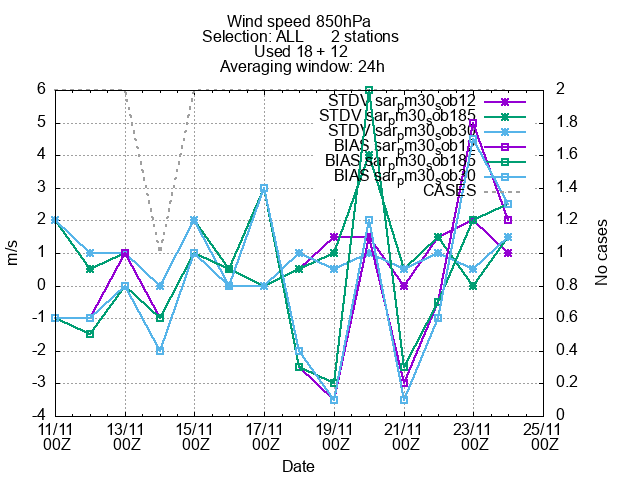 Wind speed 850hPa
Selection: ALL 2 stations
Used 18 + 12
Averaging window: 24h
6 2
STDV sar_pm30_sob12
5 1.8
STDV sar_pm30_sob185
STDV sar_pm30_sob30
BIAS sar_pm30_sob12
4 1.6
BIAS sar_pm30_sob185
BIAS sar_pm30_sob30
3 1.4
CASES
2 1.2
1 1
0 0.8
-1 0.6
-2 0.4
-3 0.2
-4 0
m/s
No cases
11/11 13/11 15/11 17/11 19/11 21/11 23/11 25/11
00Z 00Z 00Z 00Z 00Z 00Z 00Z 00Z
Date